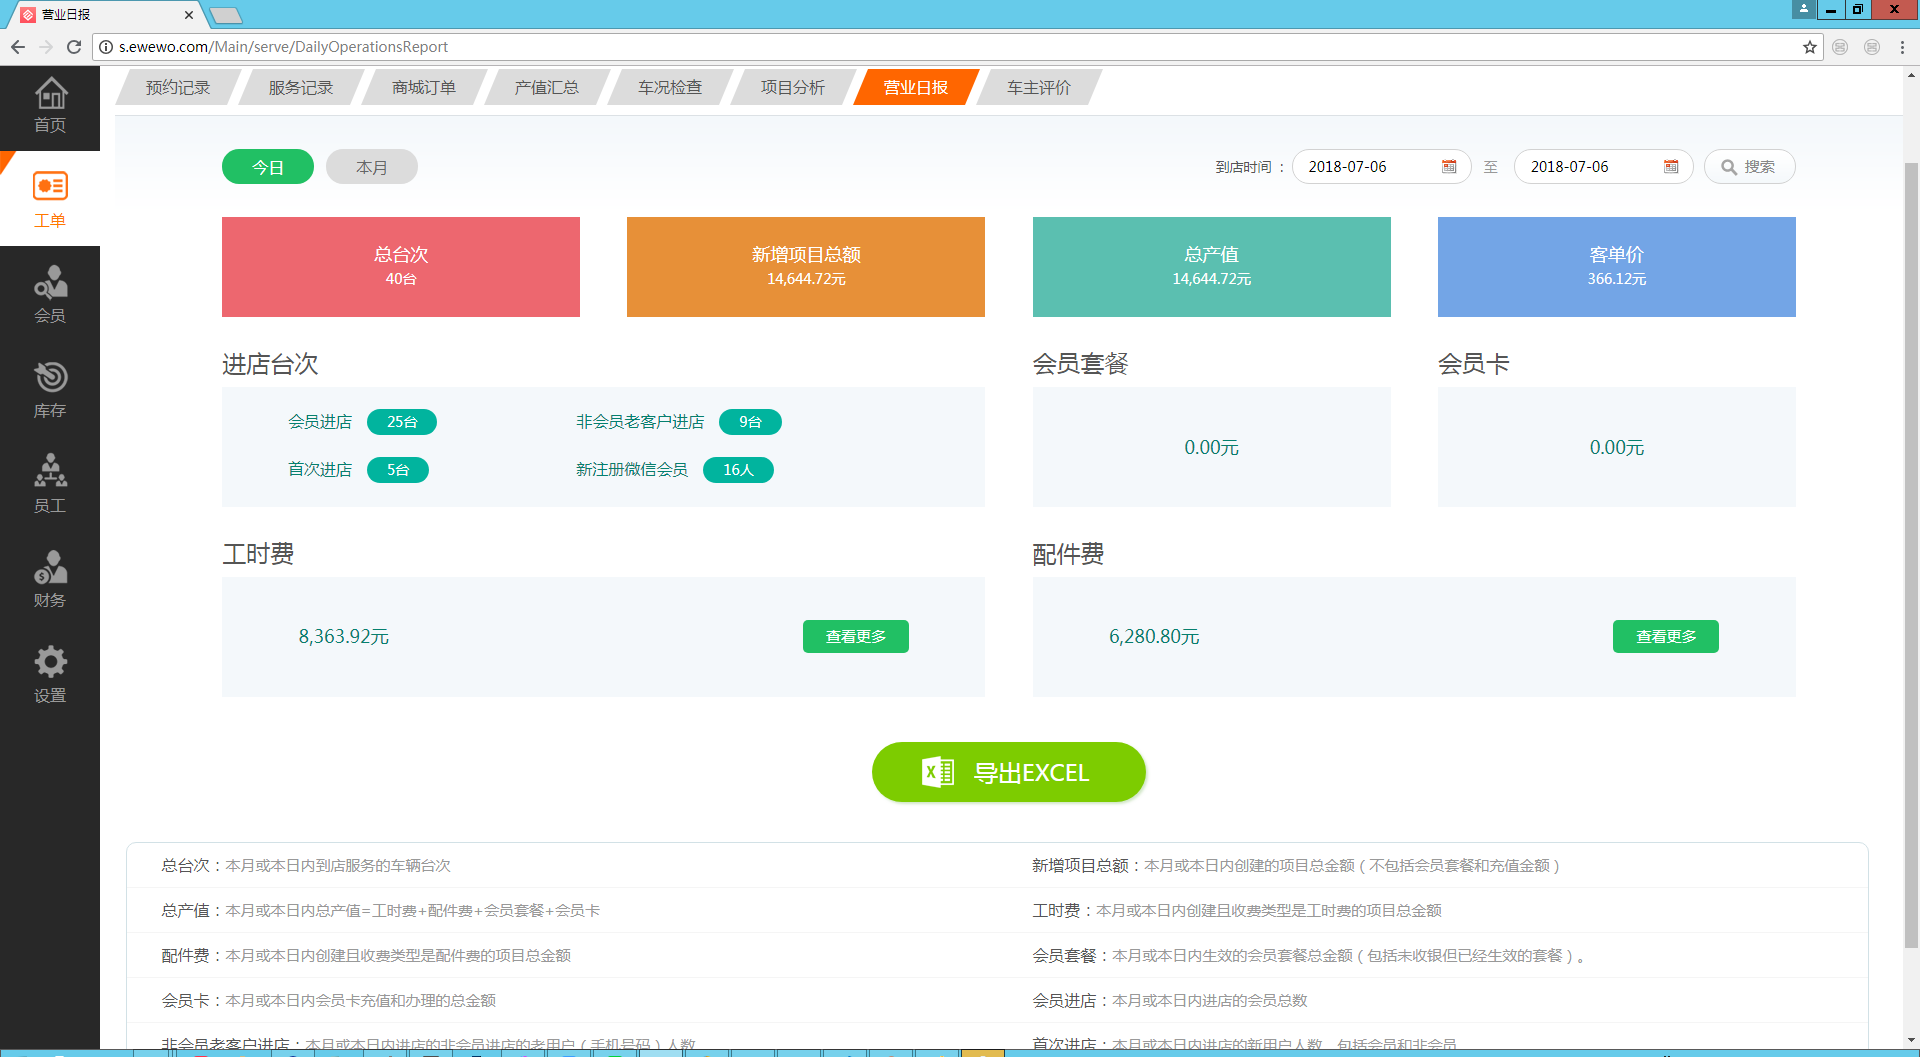 营业日报
s.ewewo.com/Main/serve/DailyOperationsReport
预约记录 服务记录 商城订单 产值汇总 车况检查 项目分析 营业日报 车主评价
首页
工单
会员
库存
员工
财务
设置
今日 本月 到店时间： 2018-07-06 至 2018-07-06 搜索
总台次 新增项目总额 总产值 客单价
40台 14,644.72元 14,644.72元 366.12元
进店台次 会员套餐 会员卡
会员进店 25台 非会员老客户进店 9台
0.00元 0.00元
首次进店 5台 新注册微信会员 16人
工时费 配件费
8,363.92元 查看更多 6,280.80元 查看更多
导出EXCEL
总台次：本月或本日内到店服务的车辆台次 新增项目总额：本月或本日内创建的项目总金额（不包括会员套餐和充值金额）
总产值：本月或本日内总产值=工时费+配件费+会员套餐+会员卡 工时费：本月或本日内创建且收费类型是工时费的项目总金额
配件费：本月或本日内创建且收费类型是配件费的项目总金额 会员套餐：本月或本日内生效的会员套餐总金额（包括未收银但已经生效的套餐）。
会员卡：本月或本日内会员卡充值和办理的总金额 会员进店：本月或本日内进店的会员总数
非会员老客户进店：本月或本日内进店的非会员进店的老用户（手机号码）人数 首次进店：本月或本日内进店的新用户人数，包括会员和非会员